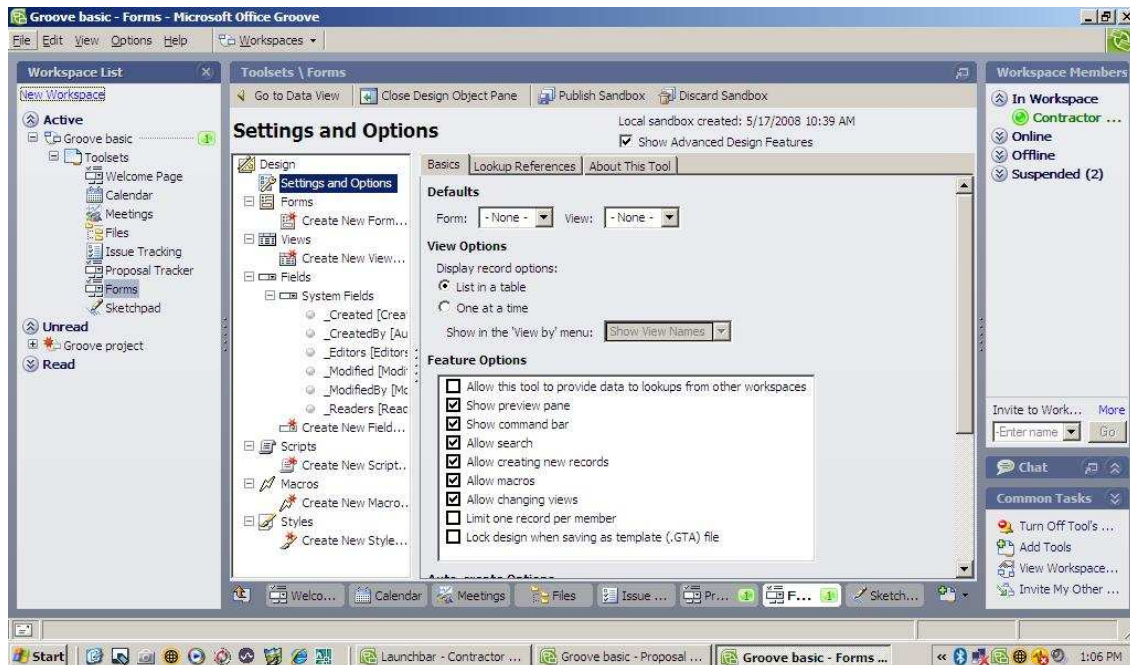 Groove basic - Forms - Microsoft Office Groove
File Edit View Options Help Workspaces
Workspace List
New Workspace
Active
Groove basic
Toolsets
Welcome Page
Calendar
Meetings
Files
Issue Tracking
Proposal Tracker
Forms
Sketchpad
Unread
Groove project
Read
Toolsets \ Forms
Go to Data View Close Design Object Pane Publish Sandbox Discard Sandbox
Settings and Options
Local sandbox created: 5/17/2008 10:39 AM
Show Advanced Design Features
Design
Settings and Options
Forms
Create New Form...
Views
Create New View...
Fields
System Fields
_Created [Crea
_CreatedBy [Au
_Editors [Editors
_Modified [Modif
_ModifiedBy [Mc
_Readers [Reac
Create New Field...
Scripts
Create New Script..
Macros
Create New Macro..
Styles
Create New Style...
Basics Lookup References About This Tool
Defaults
Form: - None - View: - None -
View Options
Display record options:
List in a table
One at a time
Show in the 'View by' menu: Show View Names
Feature Options
Allow this tool to provide data to lookups from other workspaces
Show preview pane
Show command bar
Allow search
Allow creating new records
Allow macros
Allow changing views
Limit one record per member
Lock design when saving as template (.GTA) file
Welco... Calendar Meetings Files Issue ... Pr... F... Sketch...
Workspace Members
In Workspace
Contractor ...
Online
Offline
Suspended (2)
Invite to Work... More
-Enter name Go
Chat
Common Tasks
Turn Off Tool's ...
Add Tools
View Workspace...
Invite My Other ...
Start Launchbar - Contractor ... Groove basic - Proposal ... Groove basic - Forms ... 1:06 PM